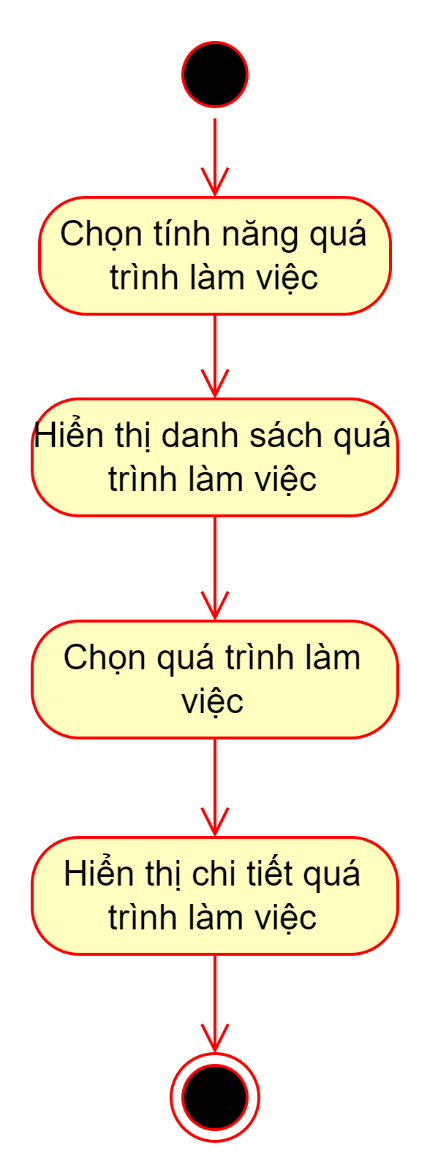 Chọn tính năng quá
trình làm việc
Hiển thị danh sách quá
trình làm việc
Chọn quá trình làm
việc
Hiển thị chi tiết quá
trình làm việc